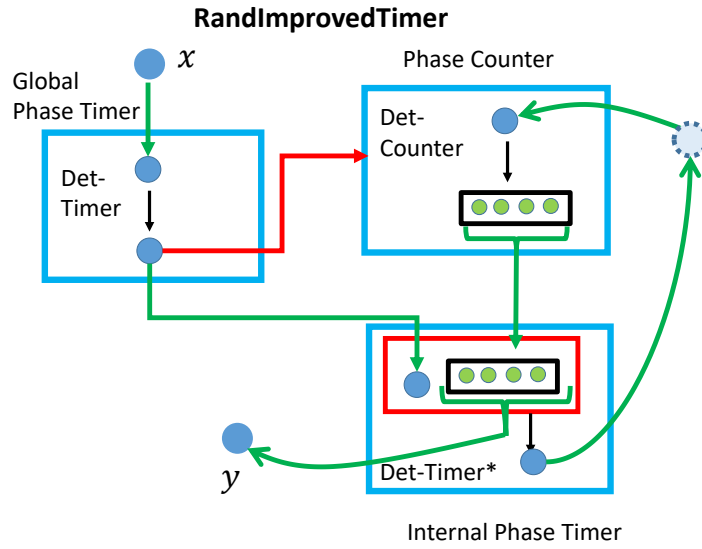 RandImprovedTimer
x
Phase Counter
Global
Phase Timer
Det-
Counter
Det-
Timer
y
Det-Timer*
Internal Phase Timer